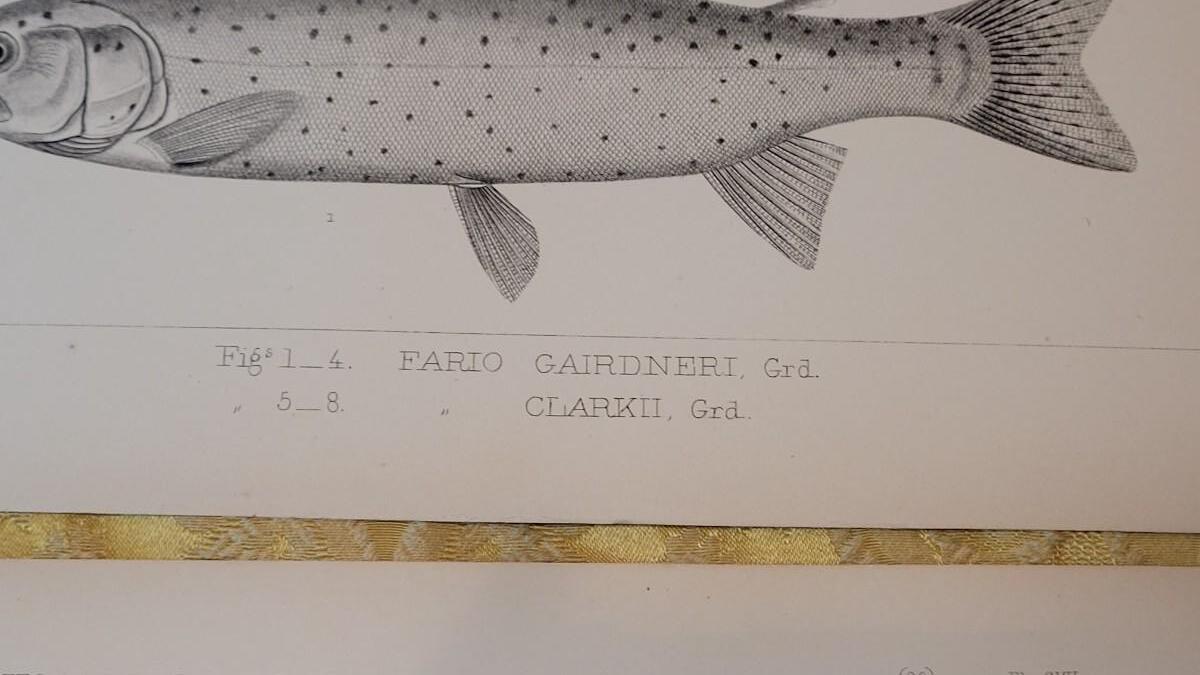 1
Figs 1_4. FARIO GAIRDNERI, Grd.
„ 5_8. „ CLARKII, Grd.